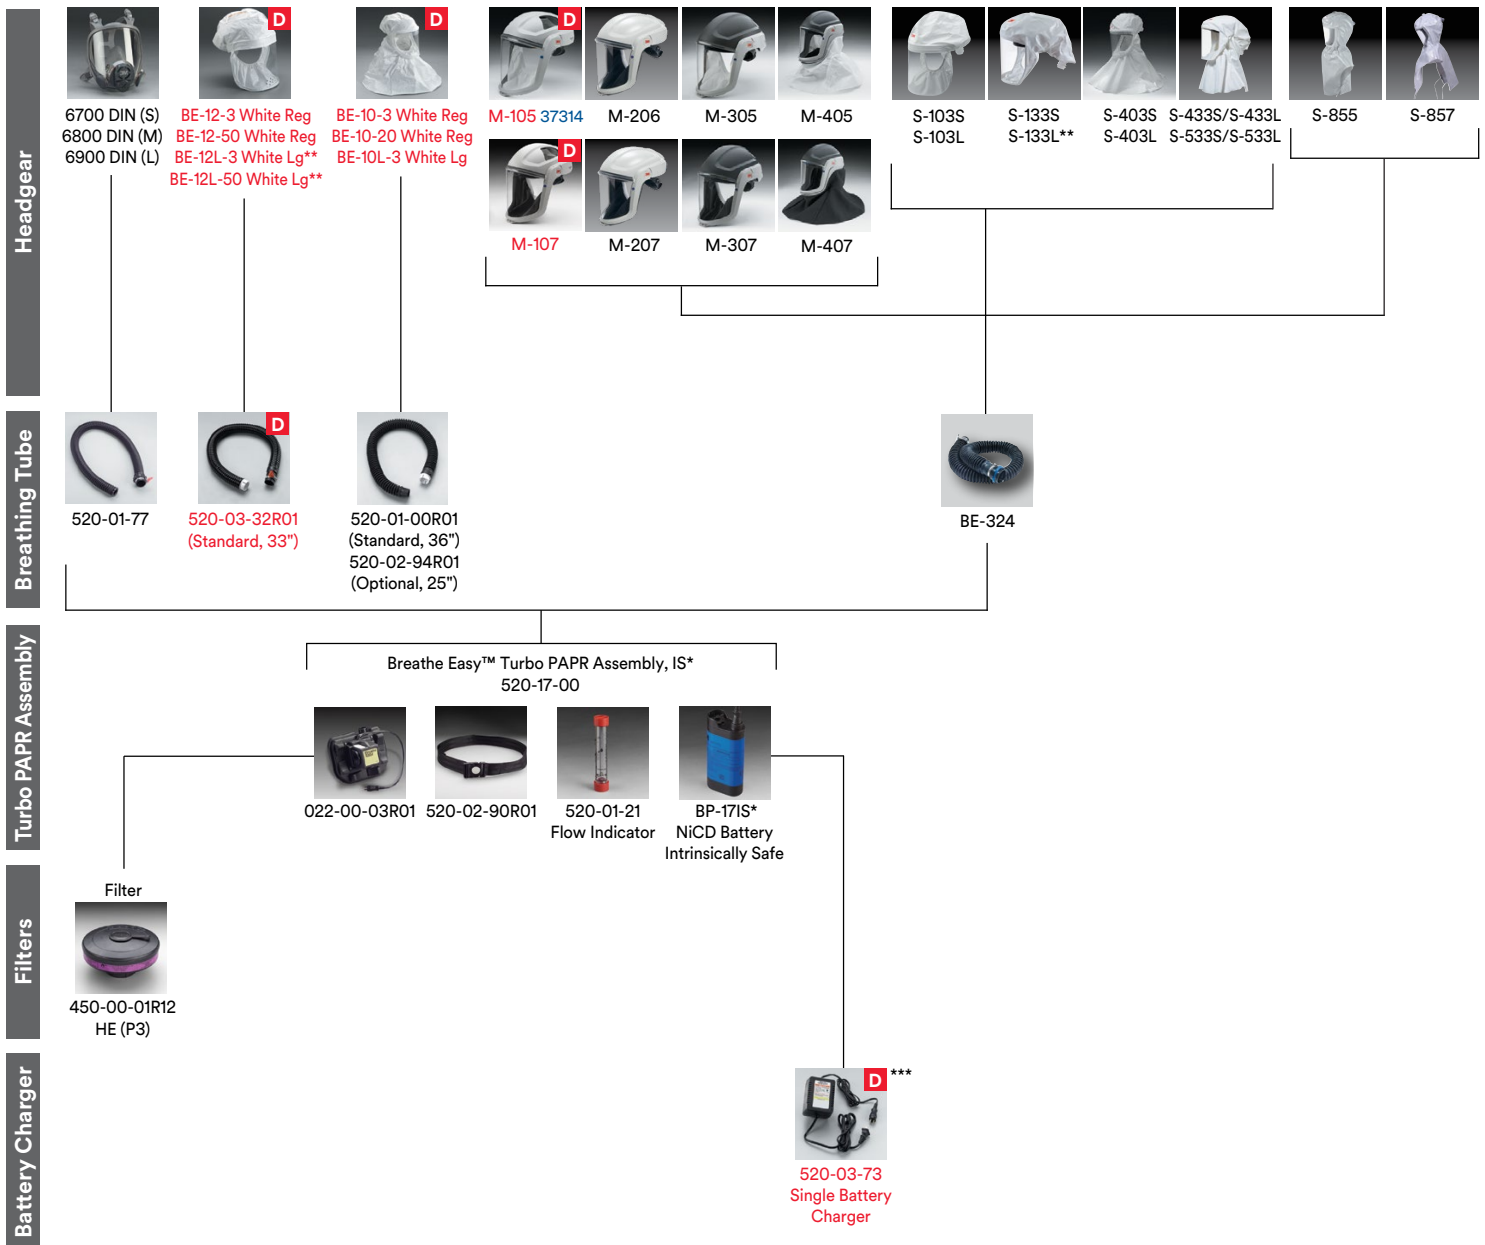 Headgear
D
D
D
6700 DIN (S)
6800 DIN (M)
6900 DIN (L)
BE-12-3 White Reg
BE-12-50 White Reg
BE-12L-3 White Lg**
BE-12L-50 White Lg**
BE-10-3 White Reg
BE-10-20 White Reg
BE-10L-3 White Lg
M-105 37314
M-206
M-305
M-405
S-103S
S-103L
S-133S
S-133L**
S-403S
S-403L
S-433S/S-433L
S-533S/S-533L
S-855
S-857
D
M-107
M-207
M-307
M-407
Breathing Tube
D
520-01-77
520-03-32R01
(Standard, 33")
520-01-00R01
(Standard, 36")
520-02-94R01
(Optional, 25")
BE-324
Turbo PAPR Assembly
Breathe Easy™ Turbo PAPR Assembly, IS*
520-17-00
022-00-03R01
520-02-90R01
520-01-21
Flow Indicator
BP-17IS*
NiCD Battery
Intrinsically Safe
Filters
Filter
450-00-01R12
HE (P3)
Battery Charger
D ***
520-03-73
Single Battery
Charger